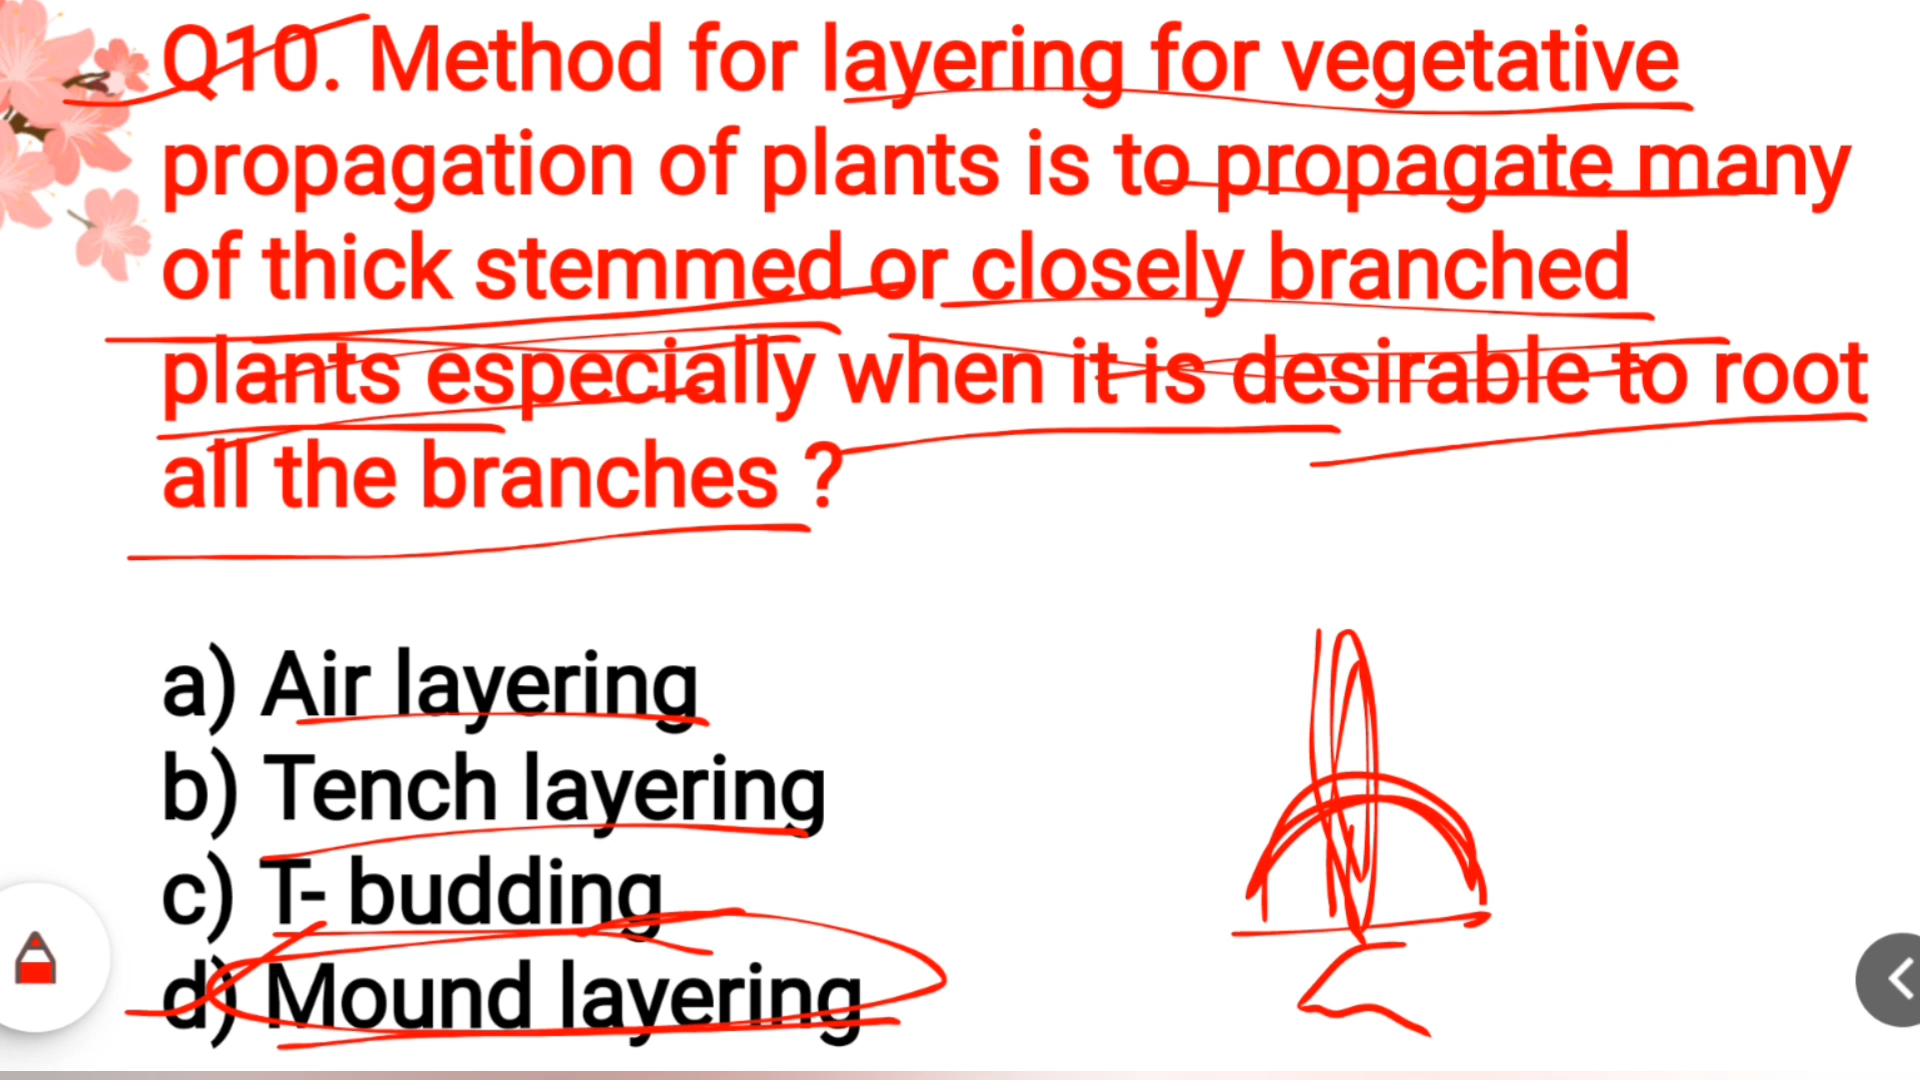 Q10. Method for layering for vegetative
propagation of plants is to propagate many
of thick stemmed or closely branched
plants especially when it is desirable to root
all the branches ?
a) Air layering
b) Tench layering
c) T- budding
d) Mound layering